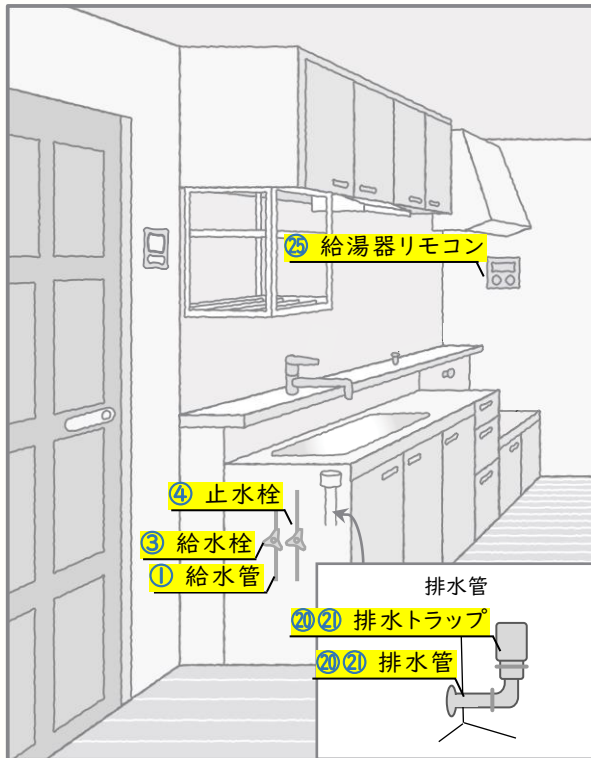 ㉕ 給湯器リモコン
④ 止水栓
③ 給水栓
① 給水管
排水管
⑳㉑ 排水トラップ
⑳㉑ 排水管